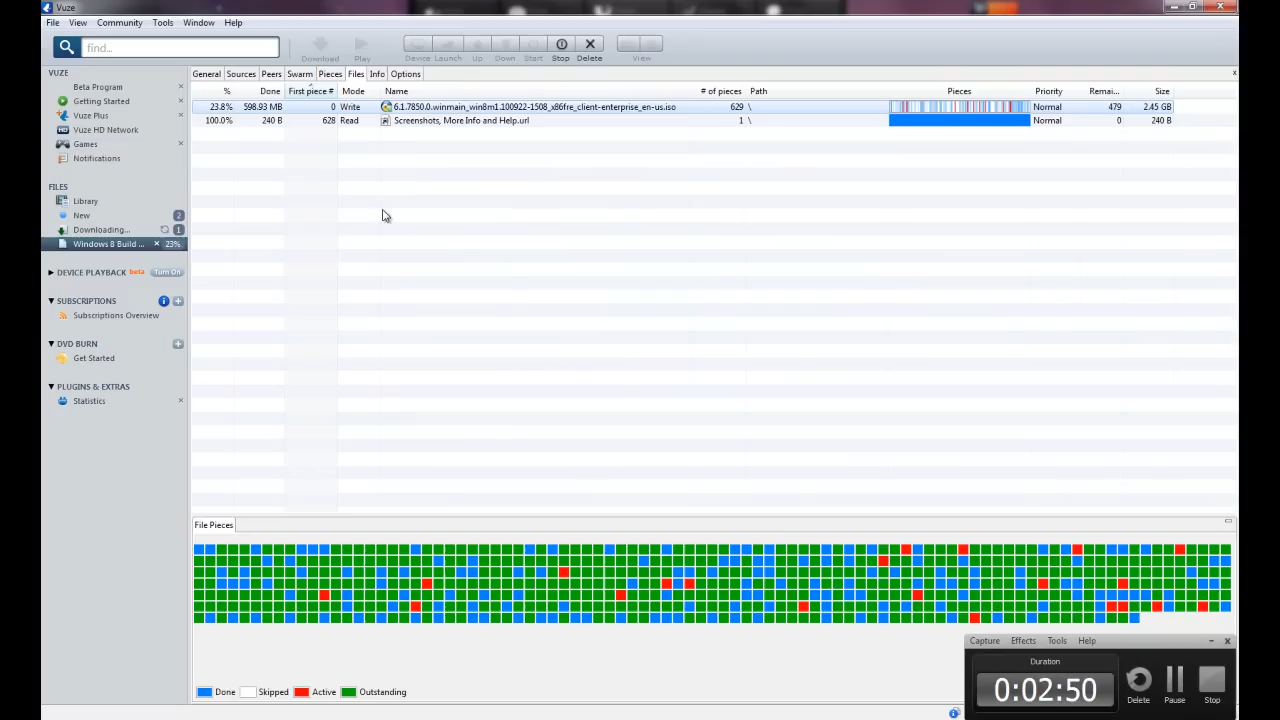 Vuze
File View Community Tools Window Help
find...
Download Play Device Launch Up Down Start Stop Delete View
VUZE
Beta Program
Getting Started
Vuze Plus
Vuze HD Network
Games
Notifications
FILES
Library
New 2
Downloading... 1
Windows 8 Build ... 23%
DEVICE PLAYBACK beta Turn On
SUBSCRIPTIONS
Subscriptions Overview
DVD BURN
Get Started
PLUGINS & EXTRAS
Statistics
General Sources Peers Swarm Pieces Files Info Options
% Done First piece # Mode Name # of pieces Path Pieces Priority Remai... Size
23.8% 598.93 MB 0 Write 6.1.7850.0.winmain_win8m1.100922-1508_x86fre_client-enterprise_en-us.iso 629 \ Normal 479 2.45 GB
100.0% 240 B 628 Read Screenshots, More Info and Help.url 1 \ Normal 0 240 B
File Pieces
Done Skipped Active Outstanding
Capture Effects Tools Help
Duration
0:02:50
Delete Pause Stop